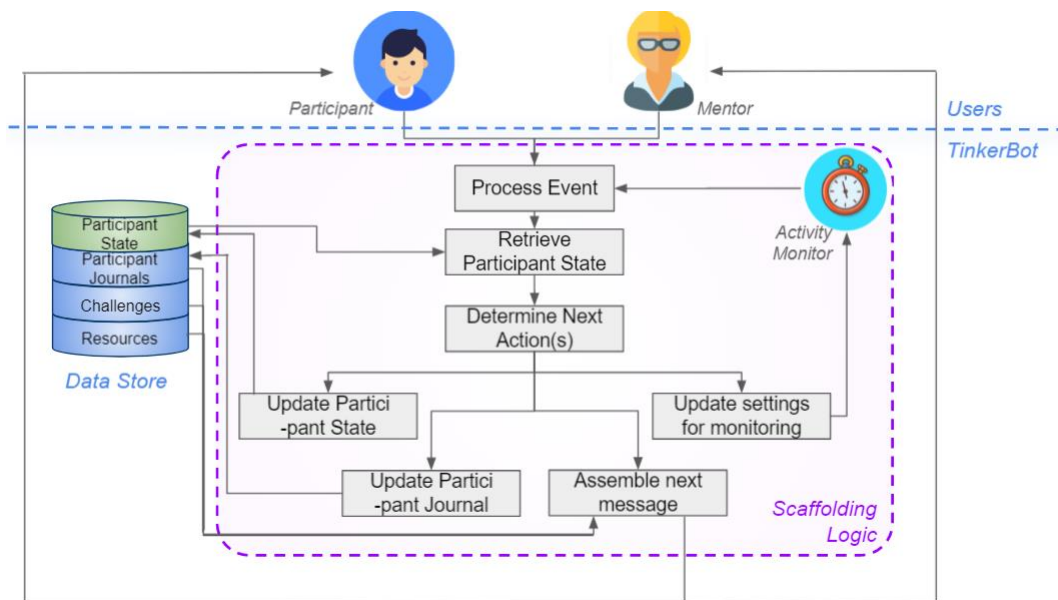 Participant
Mentor
Users
TinkerBot
Process Event
Activity
Monitor
Participant
State
Retrieve
Participant State
Participant
Journals
Challenges
Resources
Determine Next
Action(s)
Data Store
Update Partici
-pant State
Update settings
for monitoring
Update Partici
-pant Journal
Assemble next
message
Scaffolding
Logic